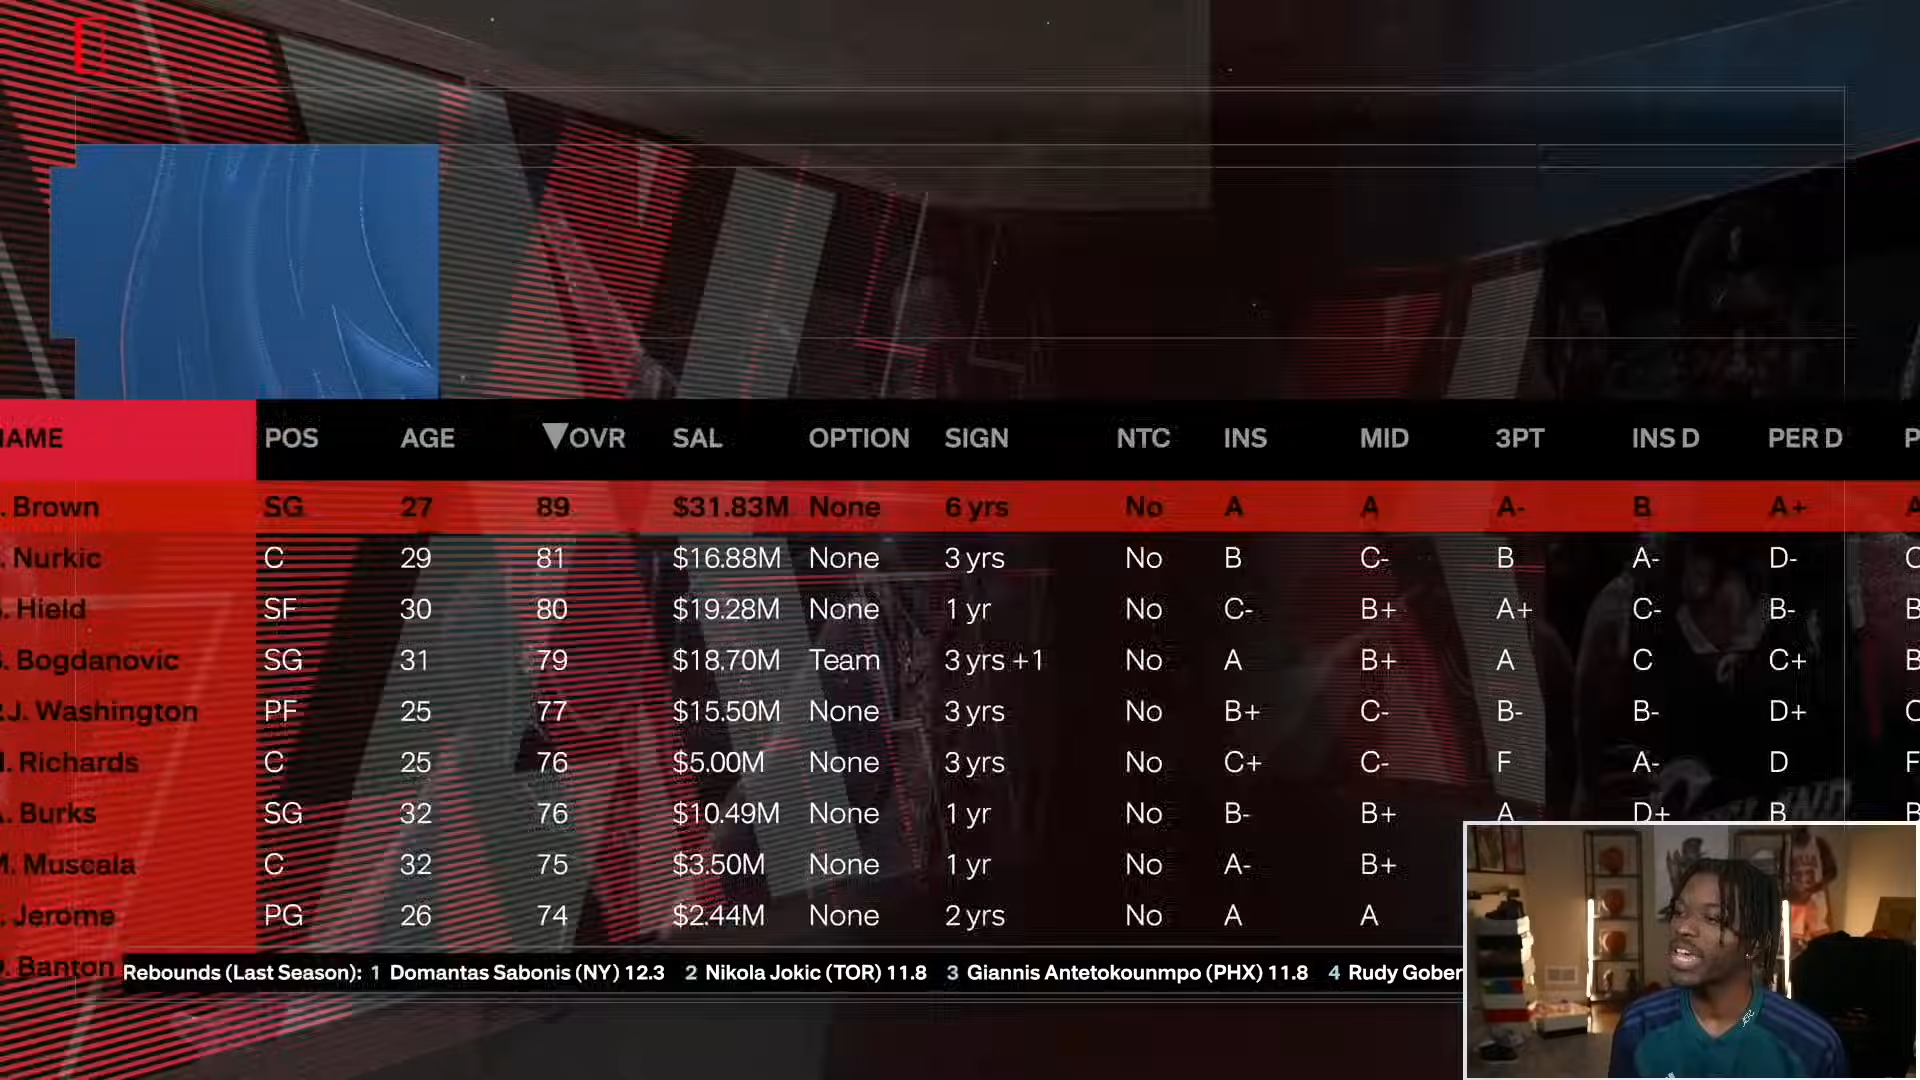 NAME POS AGE ▼OVR SAL OPTION SIGN NTC INS MID 3PT INS D PER D P
. Brown SG 27 89 $31.83M None 6 yrs No A A A- B A+ A
. Nurkic C 29 81 $16.88M None 3 yrs No B C- B A- D- C
. Hield SF 30 80 $19.28M None 1 yr No C- B+ A+ C- B- B
. Bogdanovic SG 31 79 $18.70M Team 3 yrs +1 No A B+ A C C+ B
.J. Washington PF 25 77 $15.50M None 3 yrs No B+ C- B- B- D+ C
. Richards C 25 76 $5.00M None 3 yrs No C+ C- F A- D F
. Burks SG 32 76 $10.49M None 1 yr No B- B+ A D+ B B
M. Muscala C 32 75 $3.50M None 1 yr No A- B+
. Jerome PG 26 74 $2.44M None 2 yrs No A A
. Banton
Rebounds (Last Season): 1 Domantas Sabonis (NY) 12.3 2 Nikola Jokic (TOR) 11.8 3 Giannis Antetokounmpo (PHX) 11.8 4 Rudy Gober